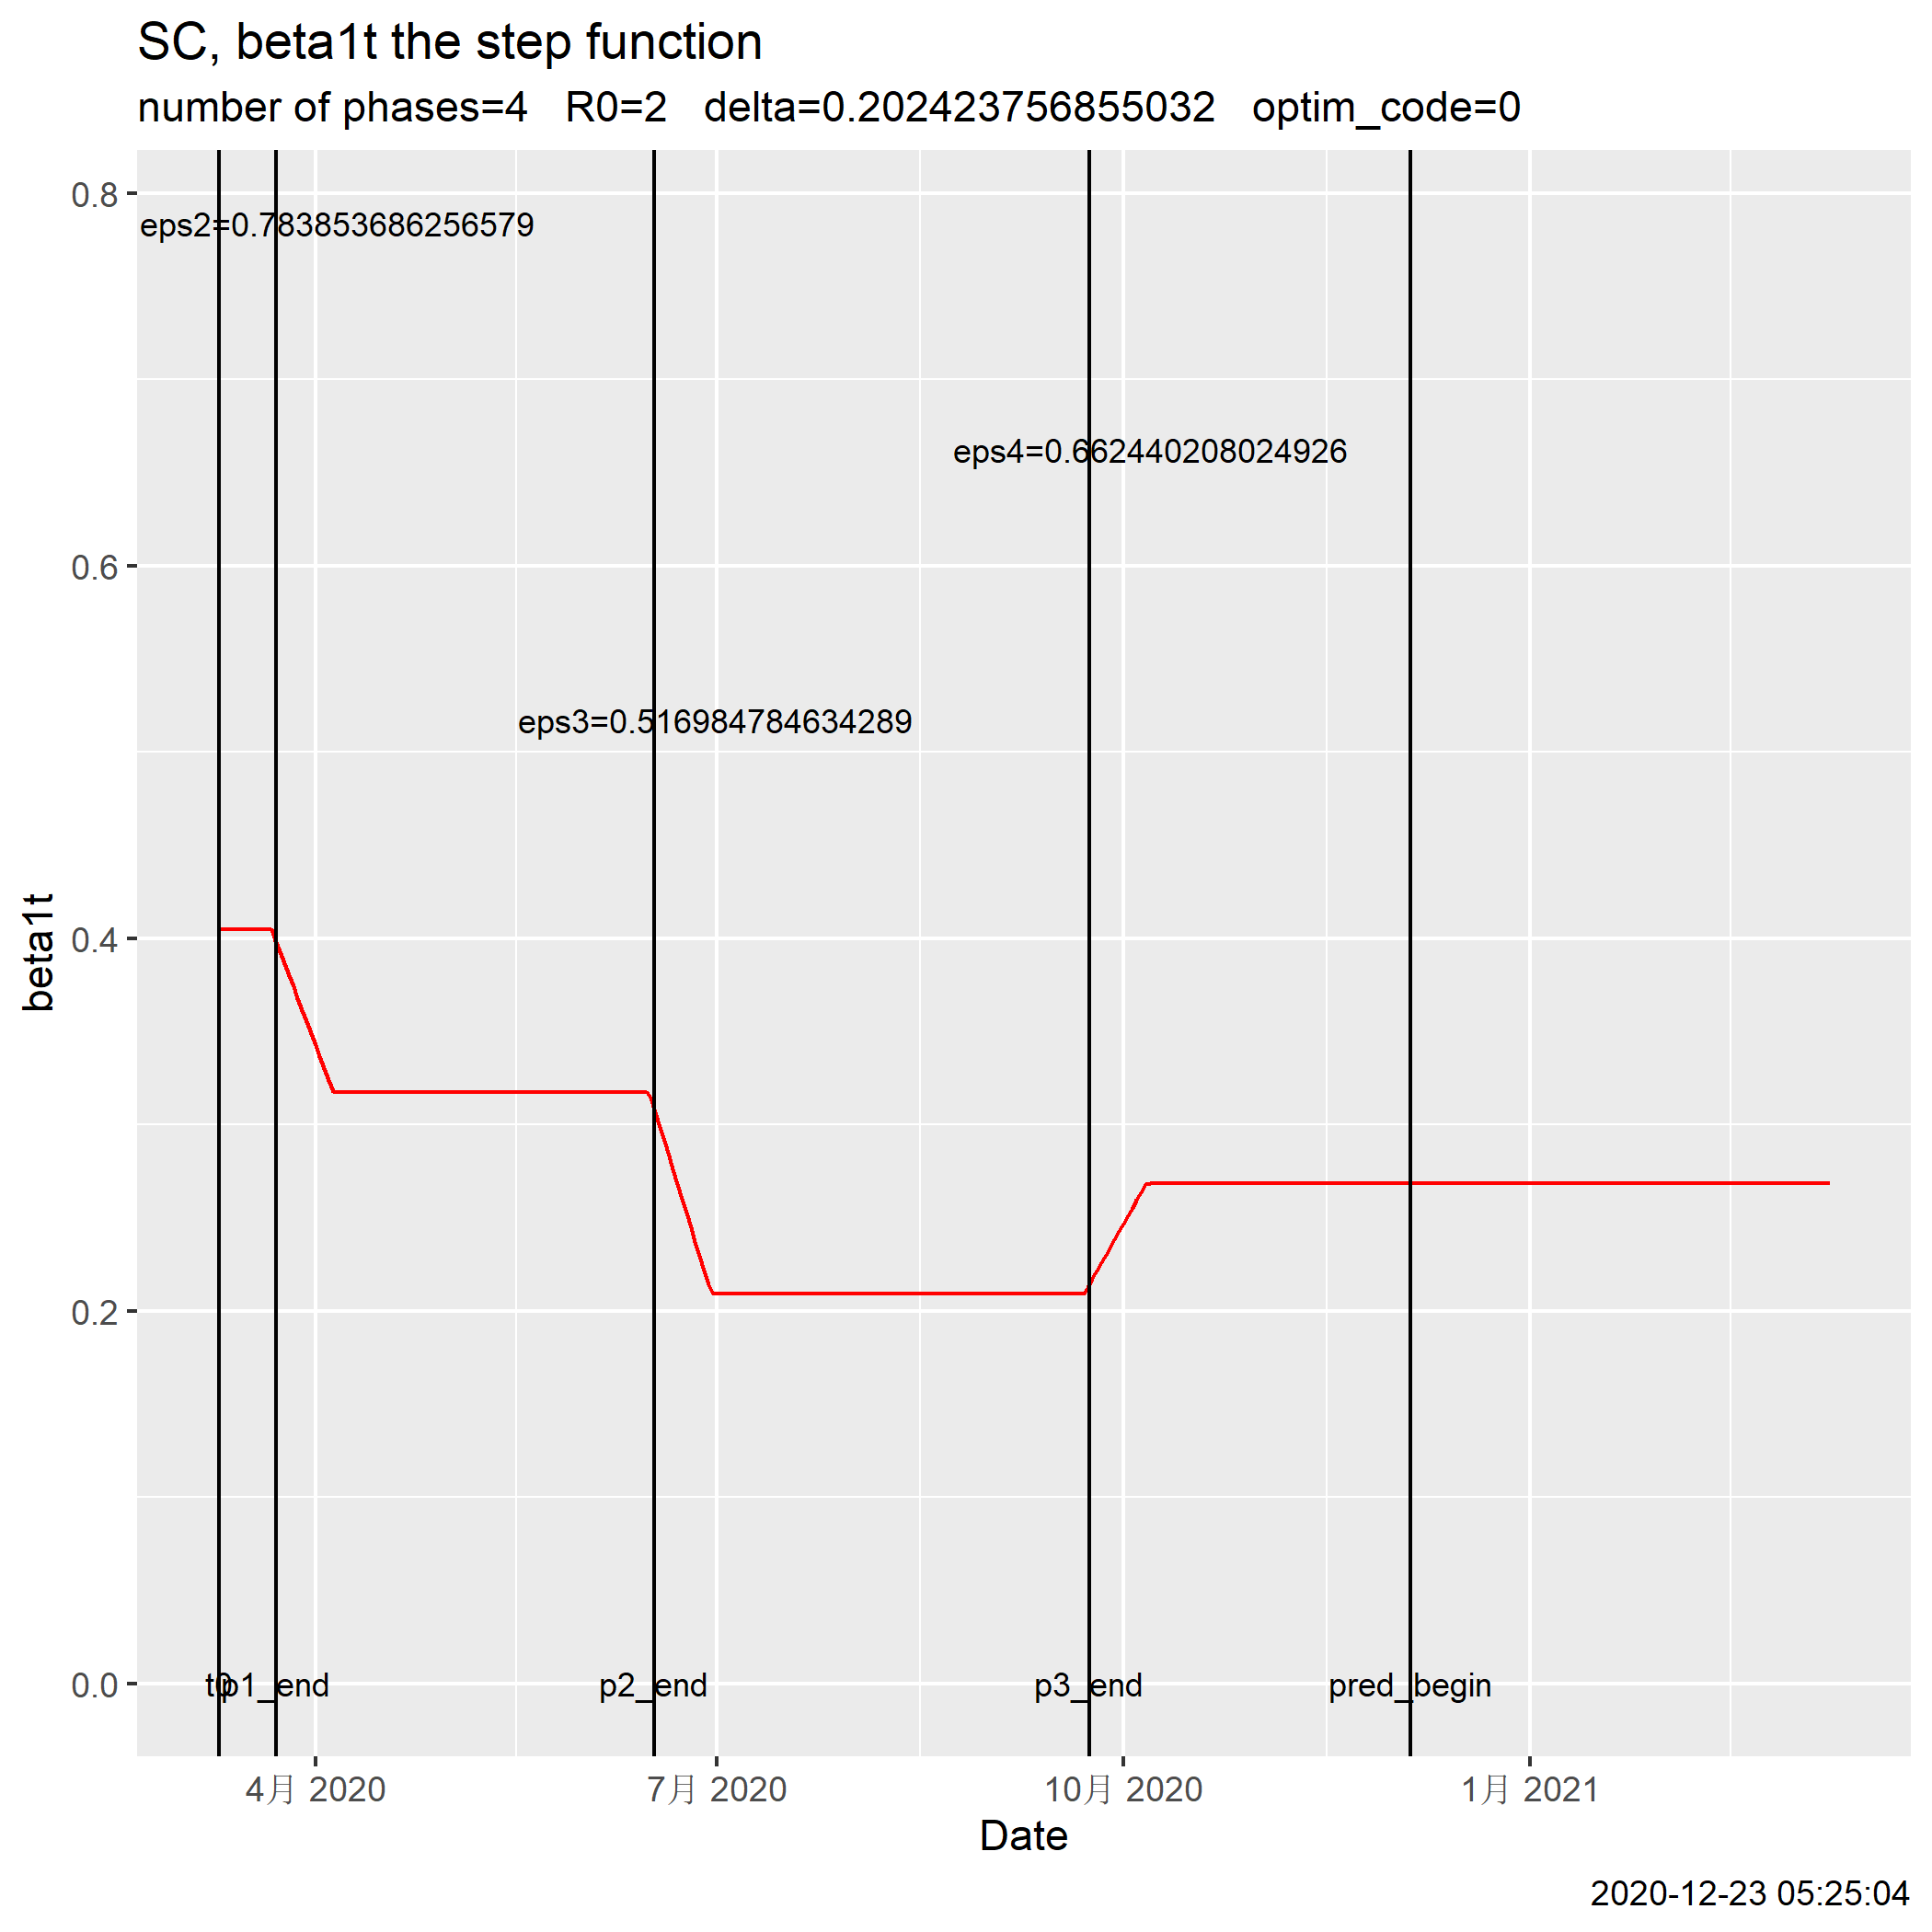 SC, beta1t the step function
number of phases=4   R0=2   delta=0.202423756855032   optim_code=0
0.8
eps2=0.783853686256579
eps4=0.662440208024926
0.6
eps3=0.516984784634289
0.4
beta1t
0.2
0.0
t0 p1_end p2_end p3_end pred_begin
4月 2020 7月 2020 10月 2020 1月 2021
Date
2020-12-23 05:25:04